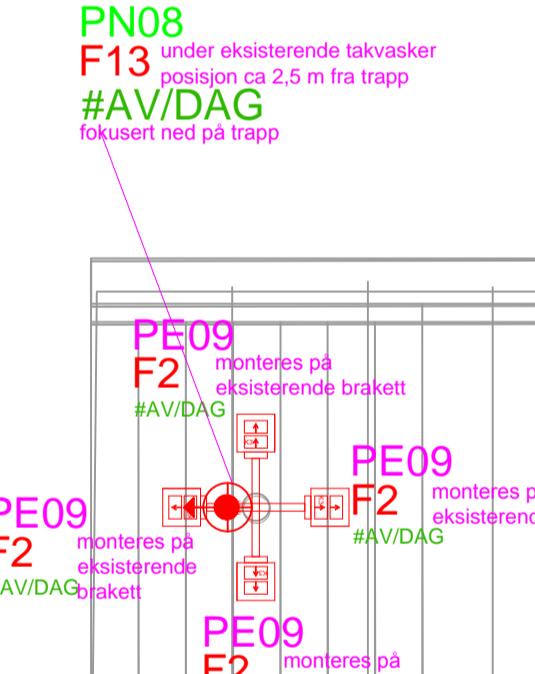 PN08
F13 under eksisterende takvasker
posisjon ca 2,5 m fra trapp
#AV/DAG
fokusert ned på trapp
PE09
F2 monteres på
eksisterende brakett
#AV/DAG
PE09
F2 monteres p
eksisterend
#AV/DAG
PE09
F2 monteres på
eksisterende
AV/DAG brakett
PE09
F2 monteres på